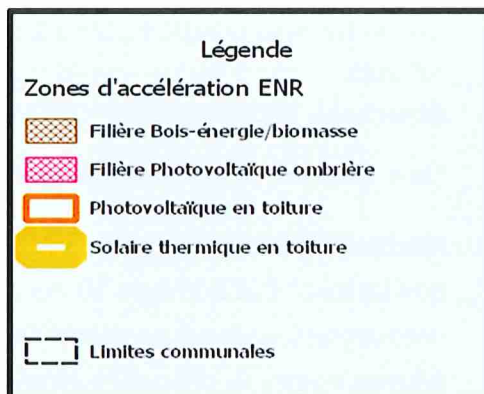 Légende
Zones d'accélération ENR
Filière Bois-énergie/biomasse
Filière Photovoltaïque ombrière
Photovoltaïque en toiture
Solaire thermique en toiture
Limites communales